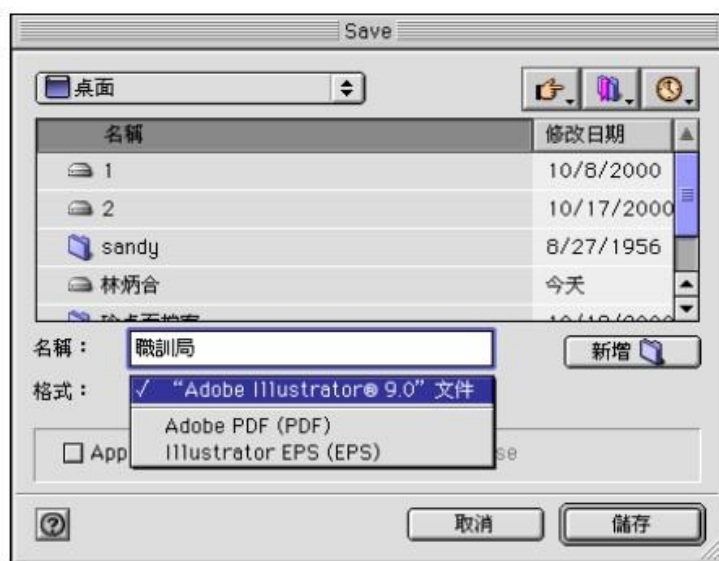 Save
桌面
名稱 修改日期
1 10/8/2000
2 10/17/2000
sandy 8/27/1956
林炳合 今天
名稱： 職訓局 新增
格式： ✓ “Adobe Illustrator® 9.0” 文件
Adobe PDF (PDF)
Illustrator EPS (EPS)
App se
取消 儲存